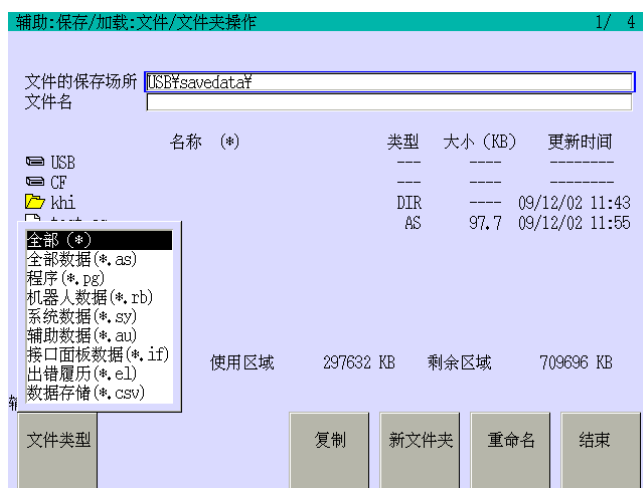 辅助:保存/加载:文件/文件夹操作 1/ 4
文件的保存场所 USB¥savedata¥
文件名
名称 (*) 类型 大小 (KB) 更新时间
USB --- ---- --------
CF --- ---- --------
khi DIR ---- 09/12/02 11:43
AS 97.7 09/12/02 11:55
全部 (*)
全部数据(*.as)
程序(*.pg)
机器人数据(*.rb)
系统数据(*.sy)
辅助数据(*.au)
接口面板数据(*.if)
出错履历(*.el)
数据存储(*.csv)
使用区域 297632 KB 剩余区域 709696 KB
文件类型 复制 新文件夹 重命名 结束